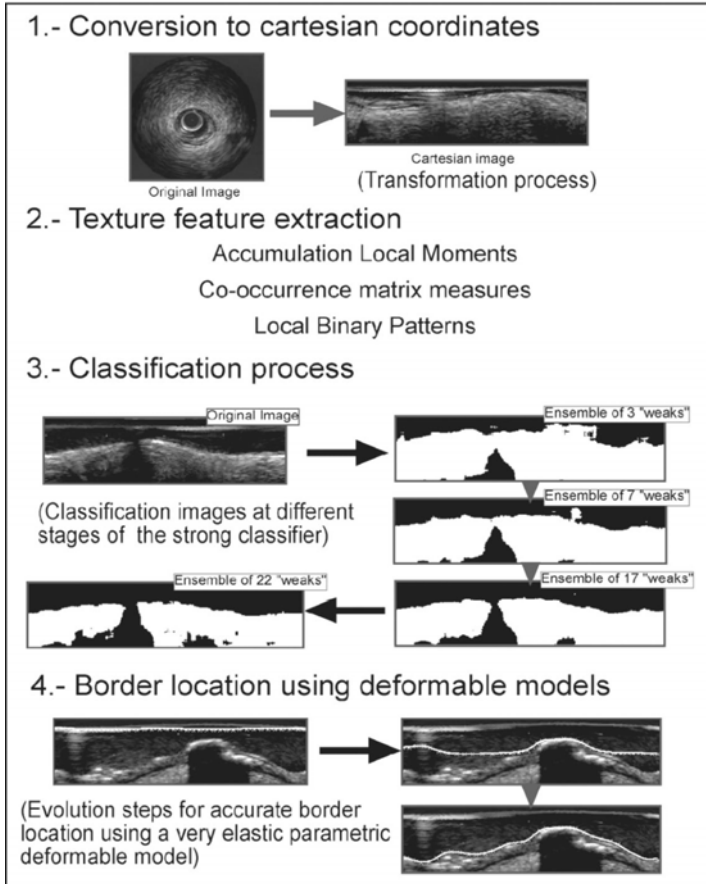 1.- Conversion to cartesian coordinates
Original Image
Cartesian image
(Transformation process)
2.- Texture feature extraction
Accumulation Local Moments
Co-occurrence matrix measures
Local Binary Patterns
3.- Classification process
Original Image
Ensemble of 3 "weaks"
(Classification images at different
stages of the strong classifier)
Ensemble of 7 "weaks"
Ensemble of 17 "weaks"
Ensemble of 22 "weaks"
4.- Border location using deformable models
(Evolution steps for accurate border
location using a very elastic parametric
deformable model)